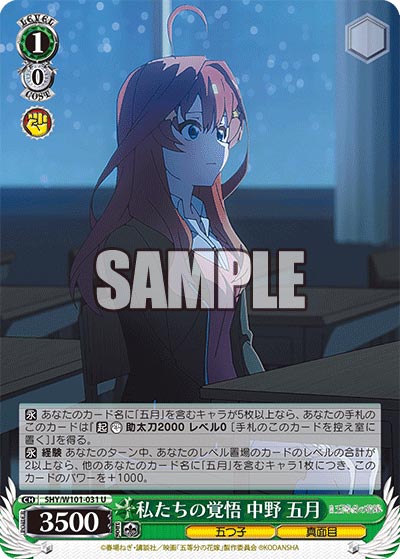 LEVEL
1
0
COST
SAMPLE
永 あなたのカード名に「五月」を含むキャラが5枚以上なら、あなたの手札の
このカードは『起 助太刀2000 レベル0 [手札のこのカードを控え室に
置く]』を得る。
永 経験 あなたのターン中、あなたのレベル置場のカードのレベルの合計が
2以上なら、他のあなたのカード名に「五月」を含むキャラ1枚につき、この
カードのパワーを+1000。
CH 5HY/W101-031 U
3500
私たちの覚悟 中野 五月
五つ子
真面目
©春場ねぎ・講談社／映画「五等分の花嫁」製作委員会 ©KODANSHA